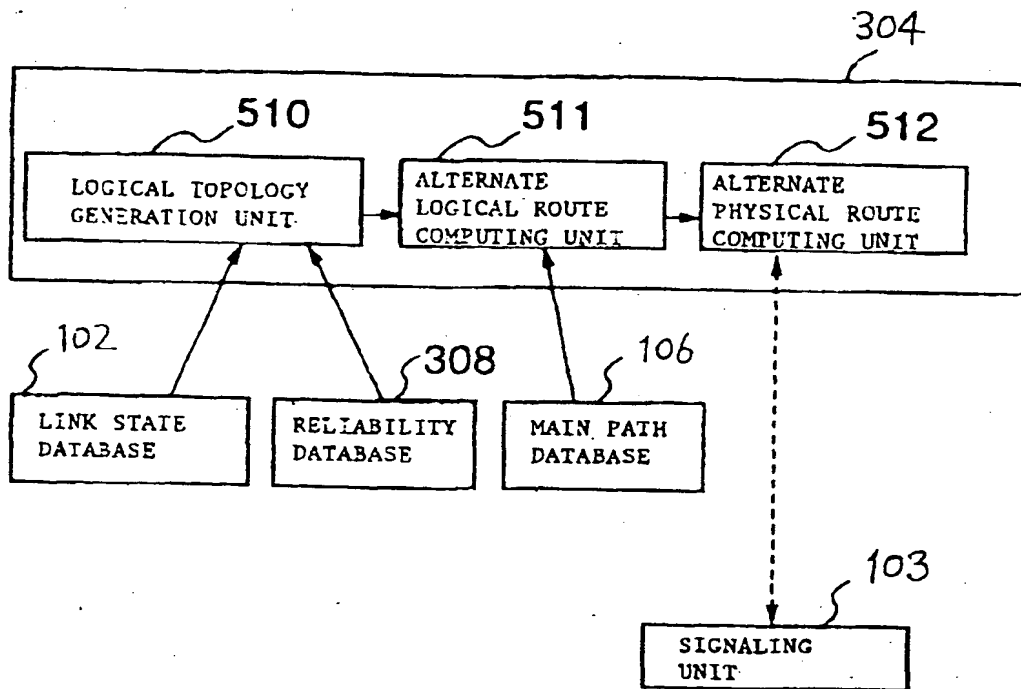 304
510
511
512
LOGICAL TOPOLOGY
GENERATION UNIT
ALTERNATE
LOGICAL ROUTE
COMPUTING UNIT
ALTERNATE
PHYSICAL ROUTE
COMPUTING UNIT
102
308
106
LINK STATE
DATABASE
RELIABILITY
DATABASE
MAIN PATH
DATABASE
103
SIGNALING
UNIT